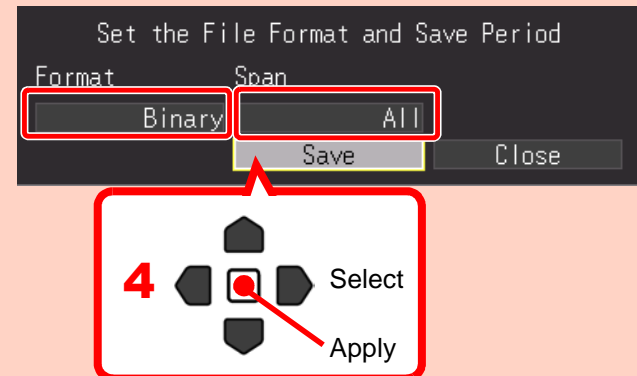 Set the File Format and Save Period
Format Span
Binary All
Save Close
4
Select
Apply